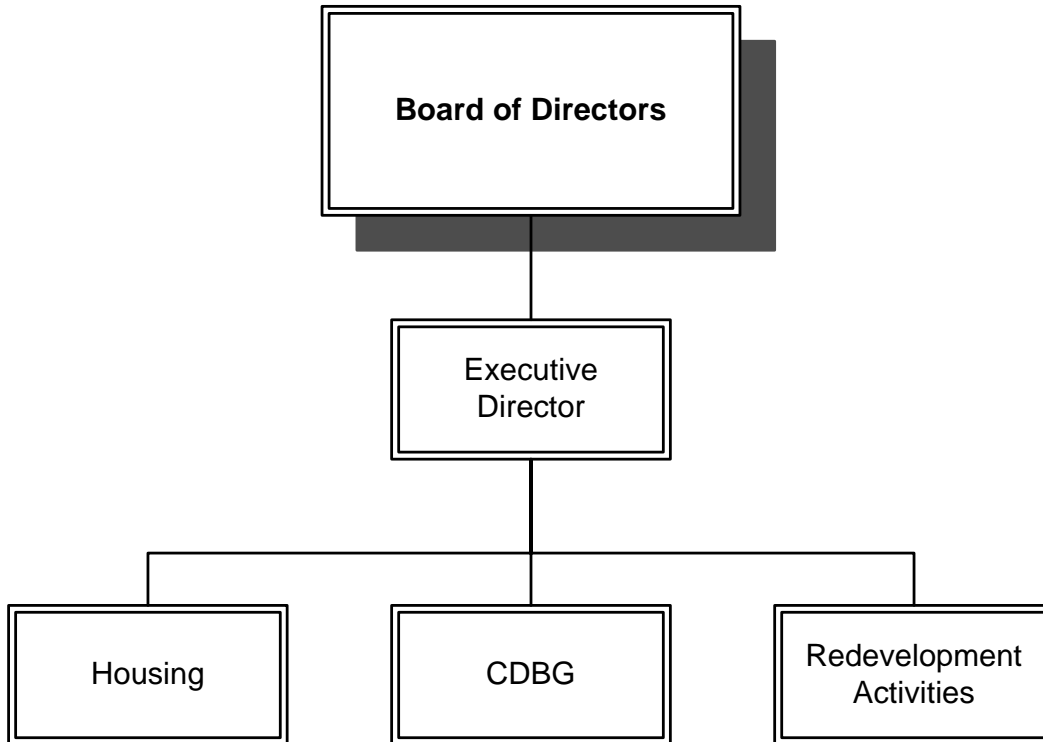 Board of Directors
Executive
Director
Housing
CDBG
Redevelopment
Activities